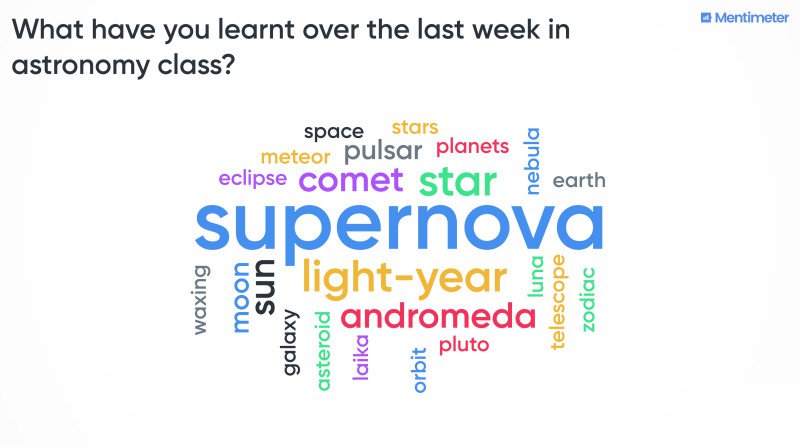 What have you learnt over the last week in
astronomy class?
Mentimeter
space
stars
meteor
pulsar
planets
nebula
eclipse
comet
star
earth
supernova
waxing
moon
sun
light-year
luna
telescope
zodiac
galaxy
asteroid
andromeda
laika
orbit
pluto